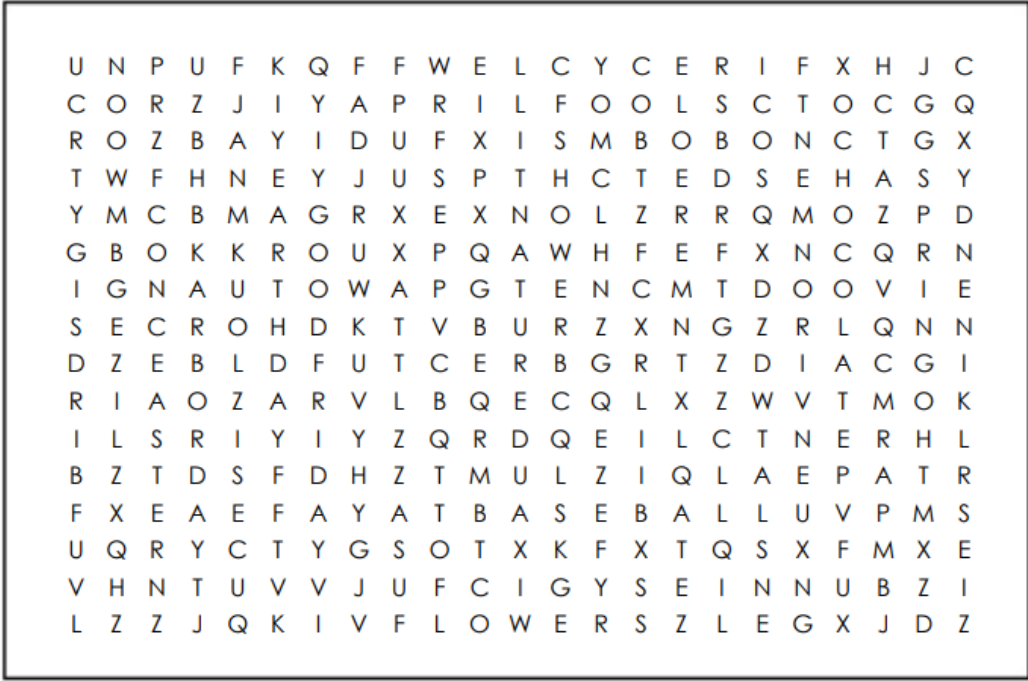 U N P U F K Q F F W E L C Y C E R I F X H J C
C O R Z J I Y A P R I L F O O L S C T O C G Q
R O Z B A Y I D U F X I S M B O B O N C T G X
T W F H N E Y J U S P T H C T E D S E H A S Y
Y M C B M A G R X E X N O L Z R R Q M O Z P D
G B O K K R O U X P Q A W H F E F X N C Q R N
I G N A U T O W A P G T E N C M T D O O V I E
S E C R O H D K T V B U R Z X N G Z R L Q N N
D Z E B L D F U T C E R B G R T Z D I A C G I
R I A O Z A R V L B Q E C Q L X Z W V T M O K
I L S R I Y I Y Z Q R D Q E I L C T N E R H L
B Z T D S F D H Z T M U L Z I Q L A E P A T R
F X E A E F A Y A T B A S E B A L L U V P M S
U Q R Y C T Y G S O T X K F X T Q S X F M X E
V H N T U V V J U F C I G Y S E I N N U B Z I
L Z Z J Q K I V F L O W E R S Z L E G X J D Z